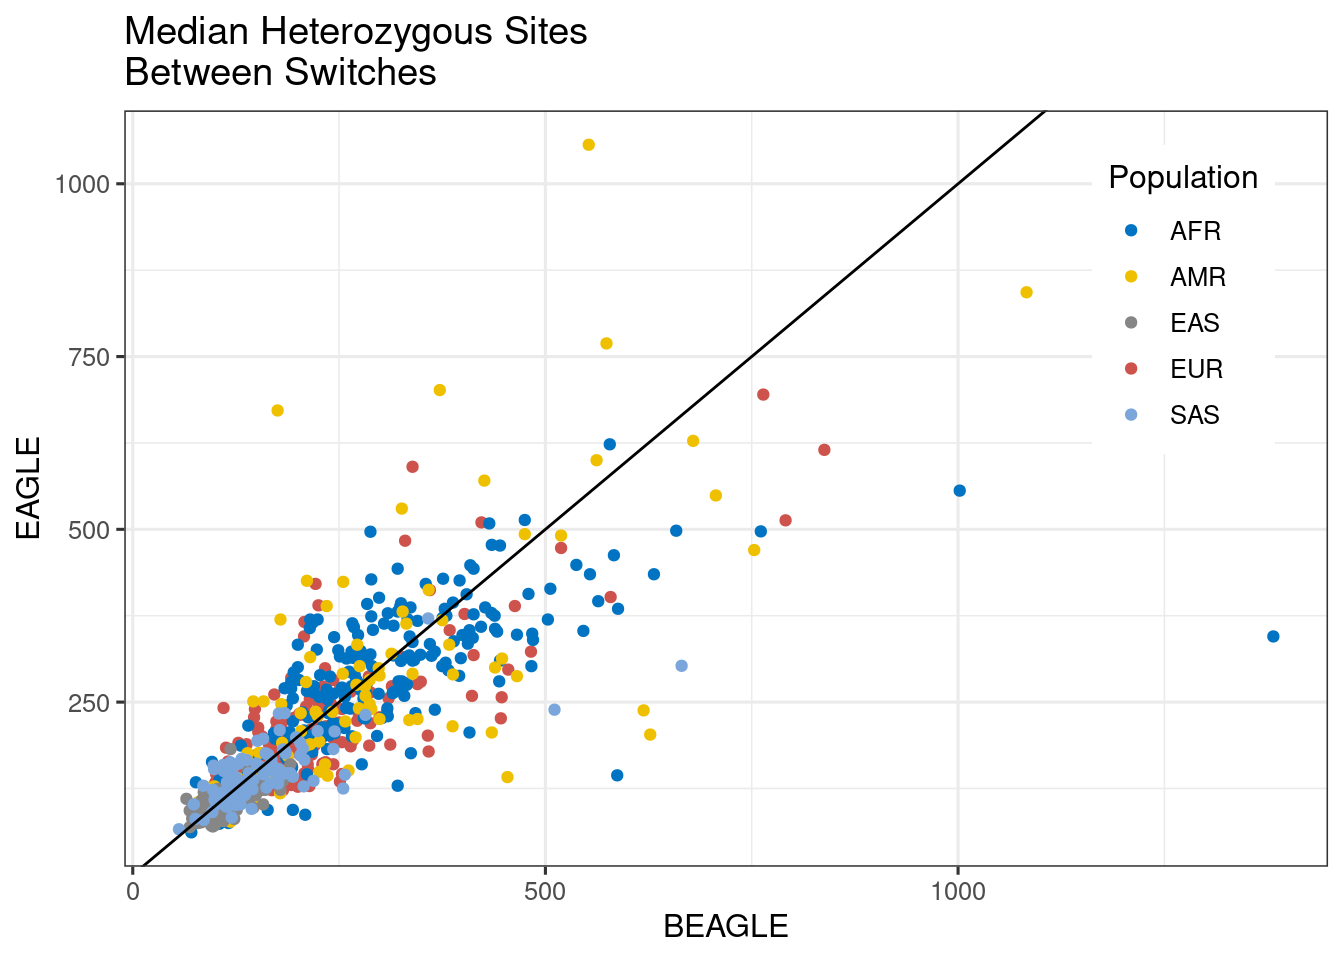 Median Heterozygous Sites
Between Switches
Population
AFR
AMR
EAS
EUR
SAS
EAGLE
1000
750
500
250
0
500
1000
BEAGLE